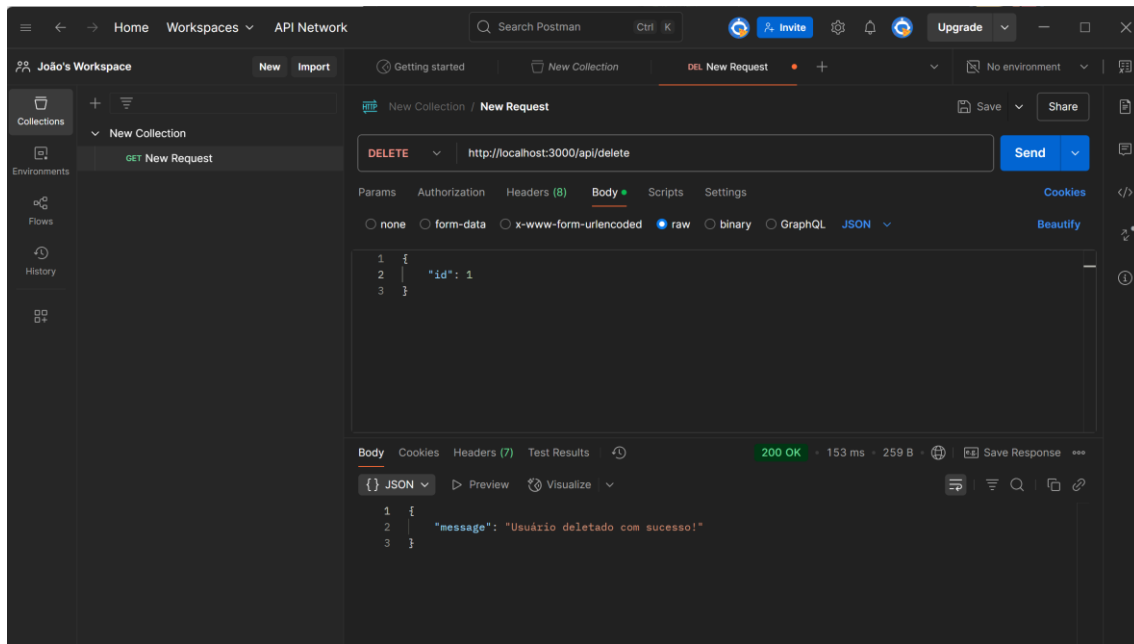 Home Workspaces API Network Search Postman Ctrl K Invite Upgrade
João's Workspace New Import Getting started New Collection DEL New Request No environment
Collections
Environments
Flows
History
New Collection
GET New Request
HTTP New Collection / New Request Save Share
DELETE http://localhost:3000/api/delete Send
Params Authorization Headers (8) Body Scripts Settings Cookies
none form-data x-www-form-urlencoded raw binary GraphQL JSON Beautify
1 {
2 "id": 1
3 }
Body Cookies Headers (7) Test Results 200 OK 153 ms 259 B Save Response
{} JSON Preview Visualize
1 {
2 "message": "Usuário deletado com sucesso!"
3 }